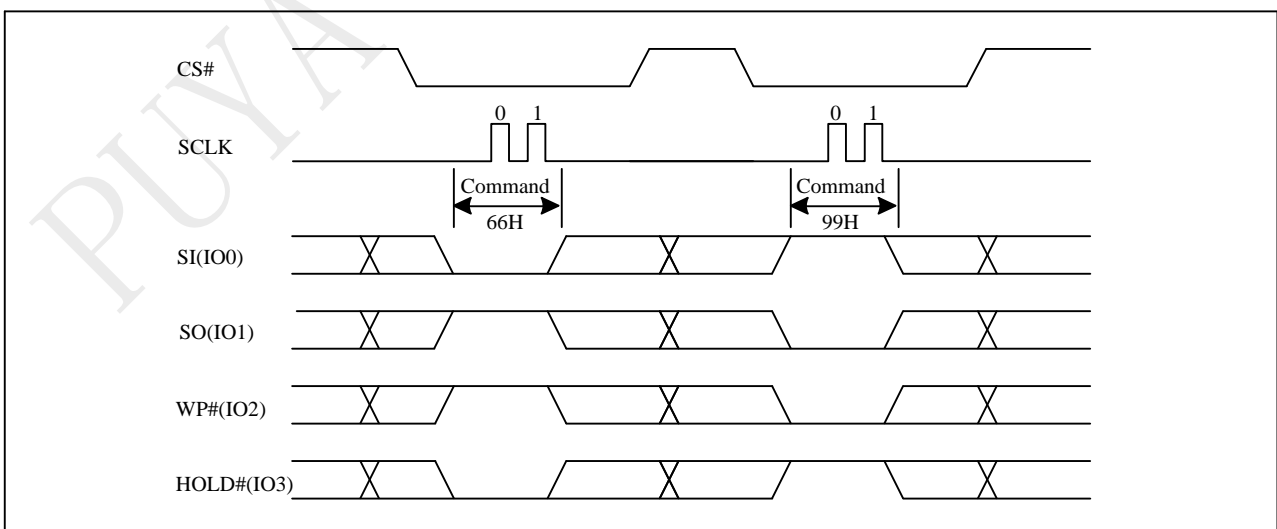 PUYA
CS#
0 1 0 1
SCLK
Command Command
66H 99H
SI(IO0)
SO(IO1)
WP#(IO2)
HOLD#(IO3)